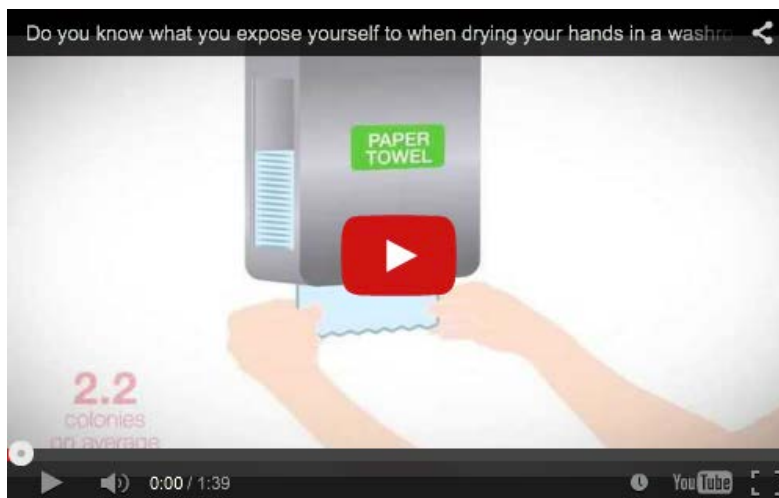 Do you know what you expose yourself to when drying your hands in a
PAPER
TOWEL
2.2
colonies
on average
0:00 / 1:39
YouTube